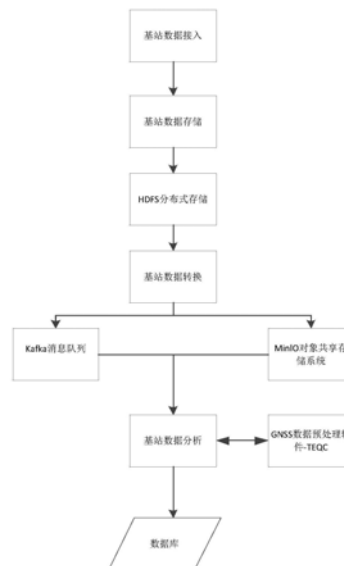 基站数据接入
基站数据存储
HDFS分布式存储
基站数据转换
Kafka消息队列
MinIO对象共享存
储系统
基站数据分析
GNSS数据预处理软
件-TEQC
数据库